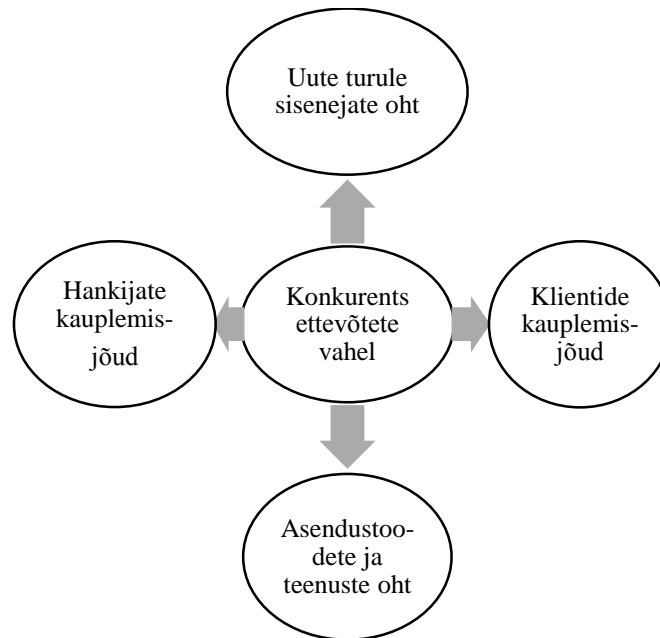 Uute turule
sisenejate oht
Hankijate
kauplemis-
jõud
Konkurents
ettevõtete
vahel
Klientide
kauplemis-
jõud
Asendustoo-
dete ja
teenuste oht